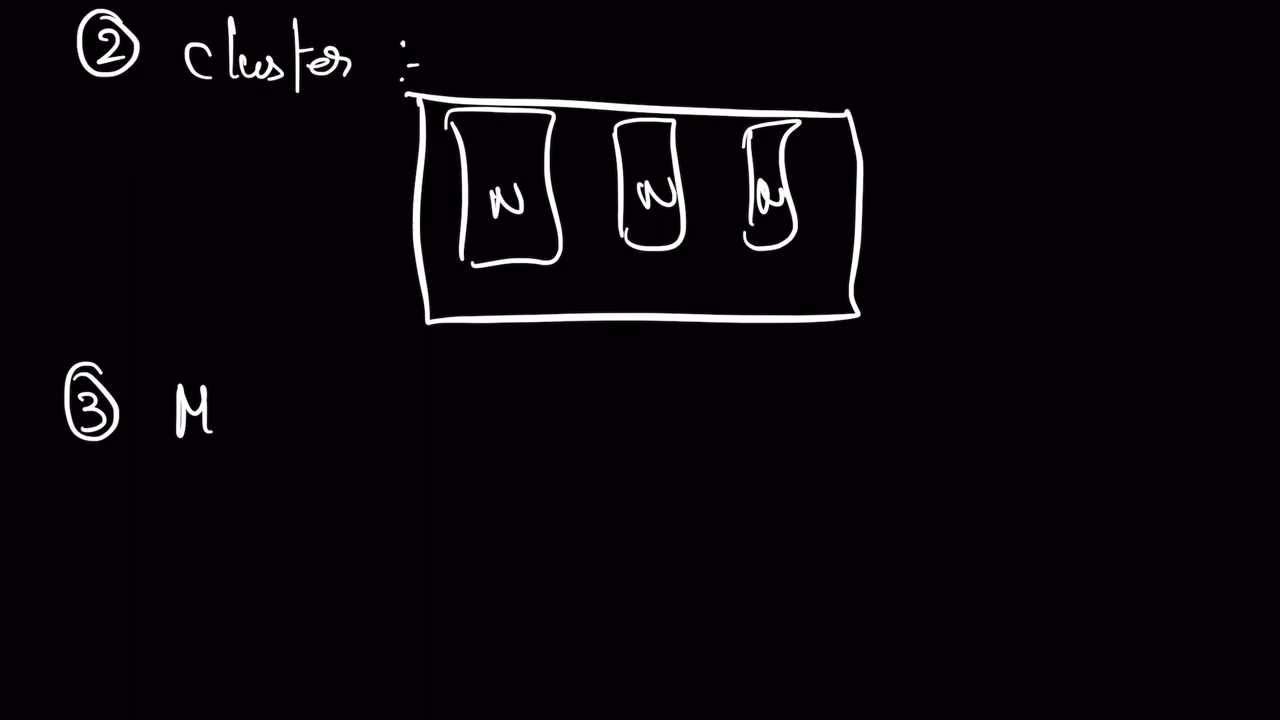 ② Cluster :-
N N N
③ M